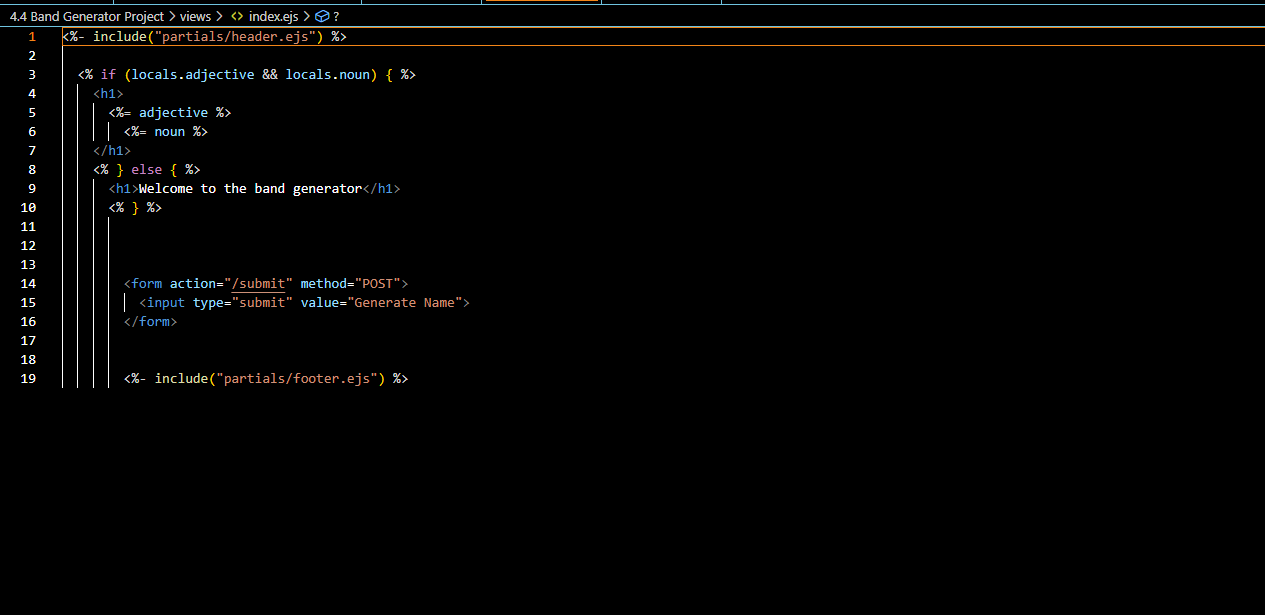 4.4 Band Generator Project > views > <> index.ejs > ?
1 <%- include("partials/header.ejs") %>
2
3 <% if (locals.adjective && locals.noun) { %>
4 <h1>
5 <%= adjective %>
6 <%= noun %>
7 </h1>
8 <% } else { %>
9 <h1>Welcome to the band generator</h1>
10 <% } %>
11
12
13
14 <form action="/submit" method="POST">
15 <input type="submit" value="Generate Name">
16 </form>
17
18
19 <%- include("partials/footer.ejs") %>